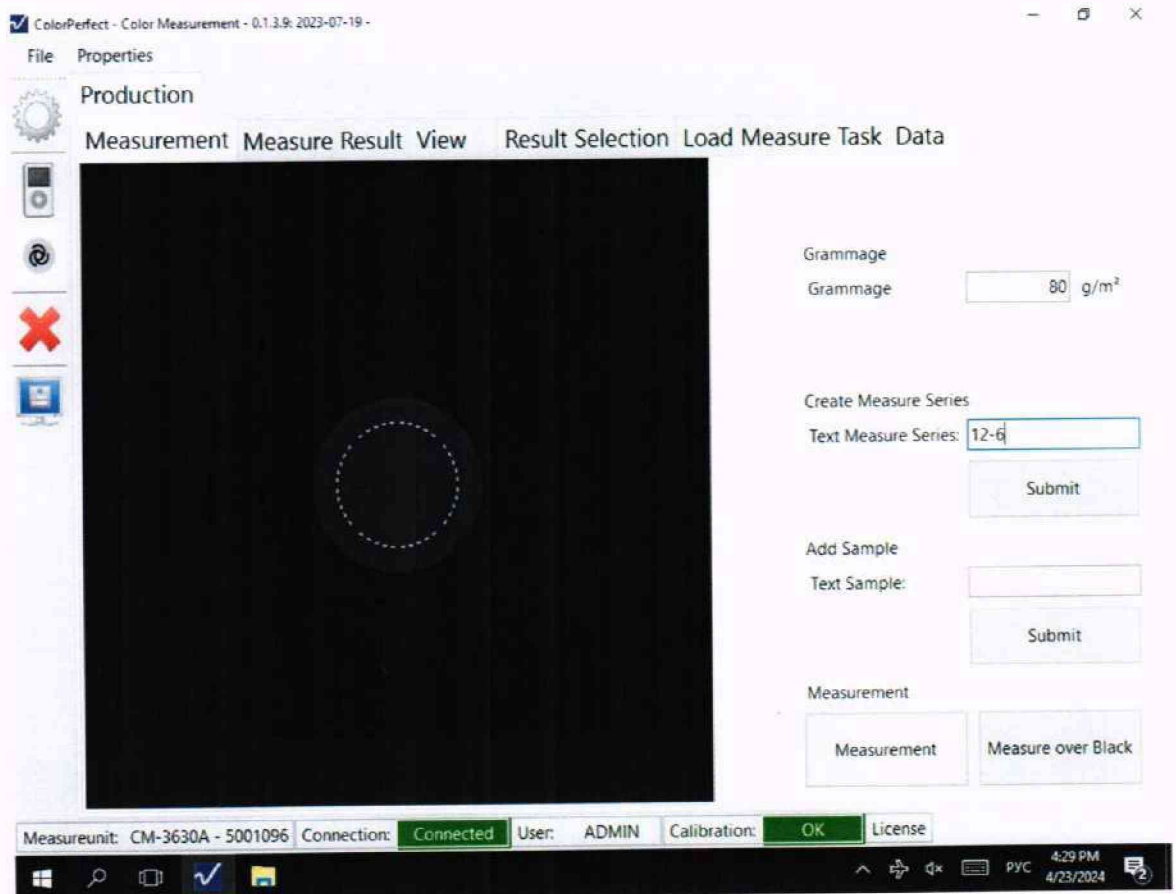 ColorPerfect - Color Measurement - 0.1.3.9: 2023-07-19 -
File Properties
Production
Measurement Measure Result View Result Selection Load Measure Task Data
Grammage
Grammage 80 g/m²
Create Measure Series
Text Measure Series: 12-6
Submit
Add Sample
Text Sample:
Submit
Measurement
Measurement Measure over Black
Measureunit: CM-3630A - 5001096 Connection: Connected User: ADMIN Calibration: OK License
РУС 4:29 PM
4/23/2024 2